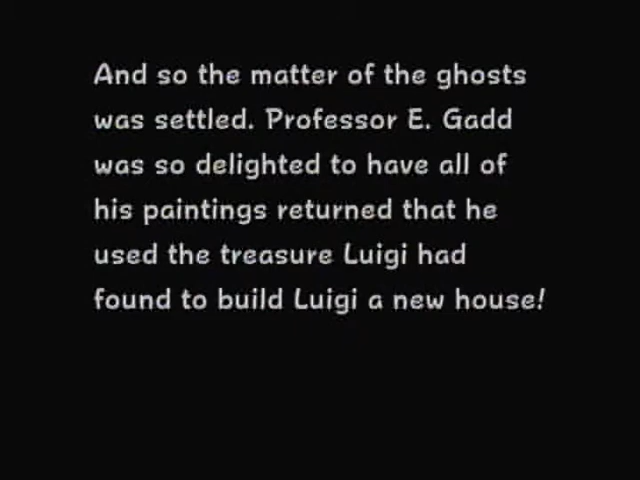 And so the matter of the ghosts
was settled. Professor E. Gadd
was so delighted to have all of
his paintings returned that he
used the treasure Luigi had
found to build Luigi a new house!